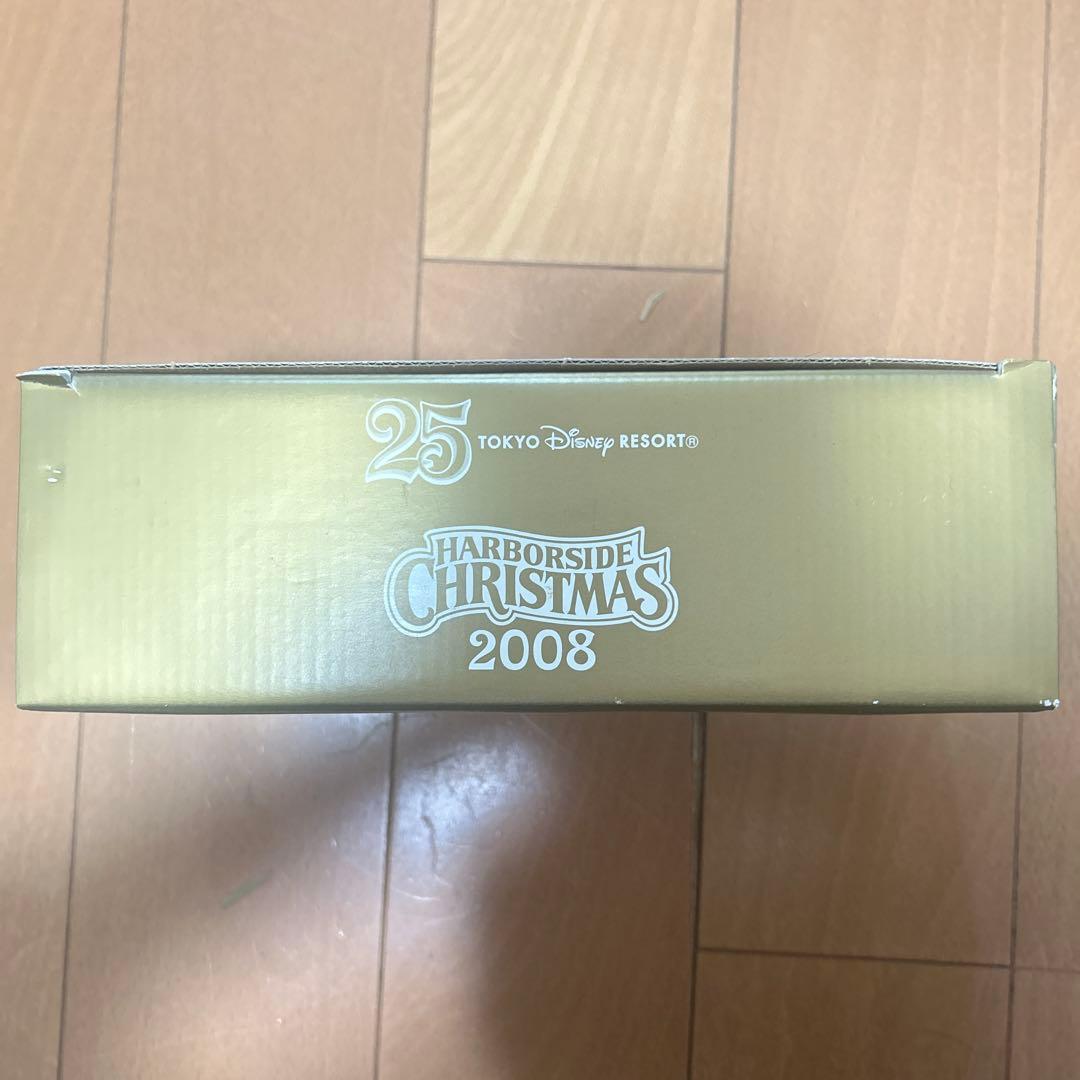 25 TOKYO Disney RESORT®
HARBORSIDE
CHRISTMAS
2008